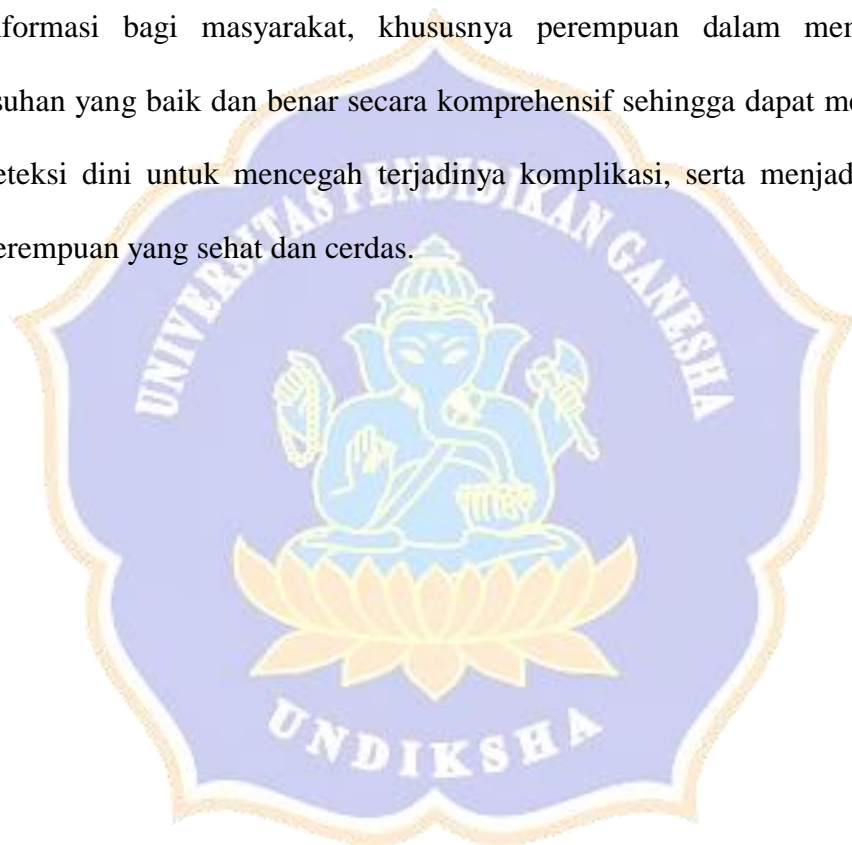 formasi bagi masyarakat, khususnya perempuan dalam men
suhan yang baik dan benar secara komprehensif sehingga dapat me
eteksi dini untuk mencegah terjadinya komplikasi, serta menjad
erempuan yang sehat dan cerdas.
UNIVERSITAS PENDIDIKAN GANESHA
UNDIKSHA